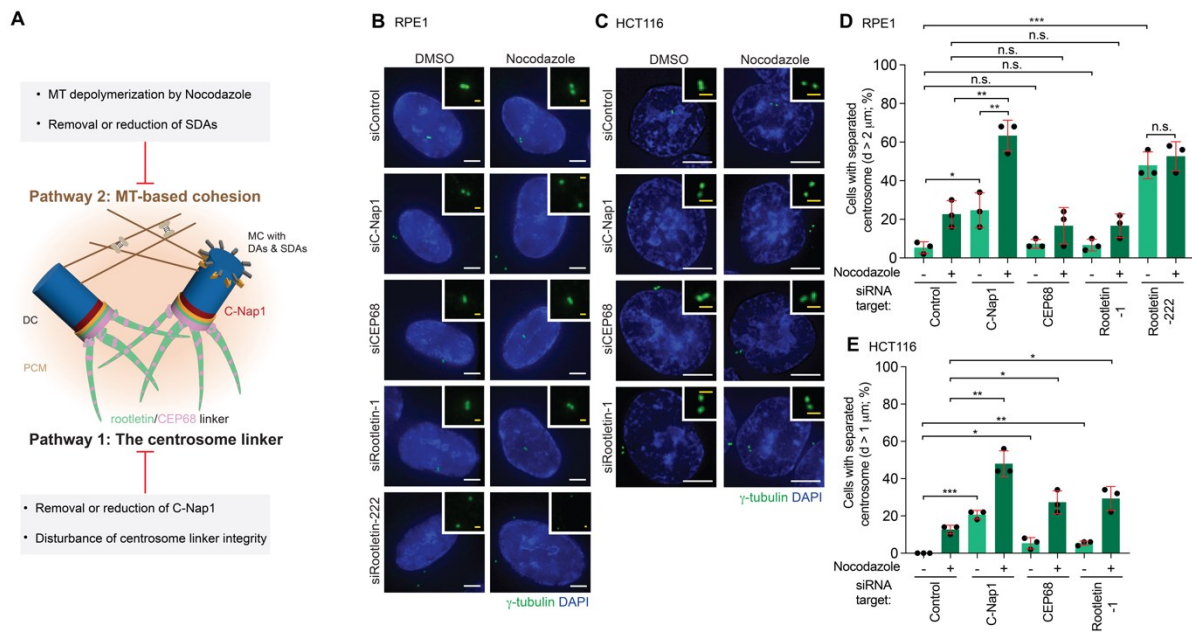 A
• MT depolymerization by Nocodazole
• Removal or reduction of SDAs
Pathway 2: MT-based cohesion
MC with
DAs & SDAs
DC
C-Nap1
PCM
rootletin/CEP68 linker
Pathway 1: The centrosome linker
• Removal or reduction of C-Nap1
• Disturbance of centrosome linker integrity
B RPE1
DMSO Nocodazole
siControl
siC-Nap1
siCEP68
siRootletin-1
siRootletin-222
γ-tubulin DAPI
C HCT116
DMSO Nocodazole
siControl
siC-Nap1
siCEP68
siRootletin-1
γ-tubulin DAPI
D RPE1
***
n.s.
n.s.
n.s.
n.s.
**
**
*
n.s.
Cells with separated
centrosome (d > 2 μm; %)
100
80
60
40
20
0
Nocodazole - + - + - + - + - +
siRNA
target:
Control
C-Nap1
CEP68
Rootletin
-1
Rootletin
-222
E HCT116
*
*
**
**
*
***
Cells with separated
centrosome (d > 1 μm; %)
100
80
60
40
20
0
Nocodazole - + - + - + - +
siRNA
target:
Control
C-Nap1
CEP68
Rootletin
-1